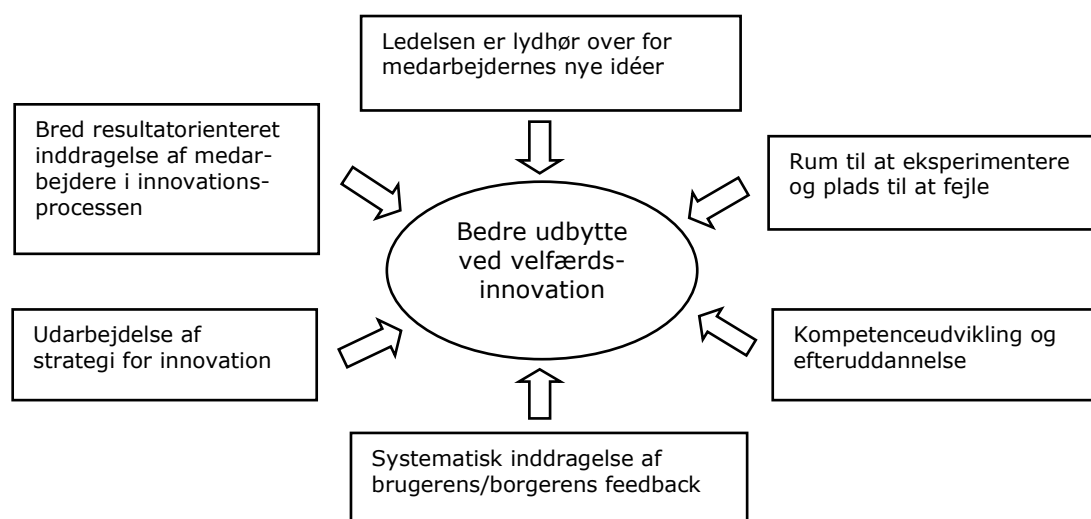 Ledelsen er lydhør over for
medarbejdernes nye idéer
Bred resultatorienteret
inddragelse af medar-
bejdere i innovations-
processen
Rum til at eksperimentere
og plads til at fejle
Bedre udbytte
ved velfærds-
innovation
Udarbejdelse af
strategi for innovation
Kompetenceudvikling og
efteruddannelse
Systematisk inddragelse af
brugerens/borgerens feedback